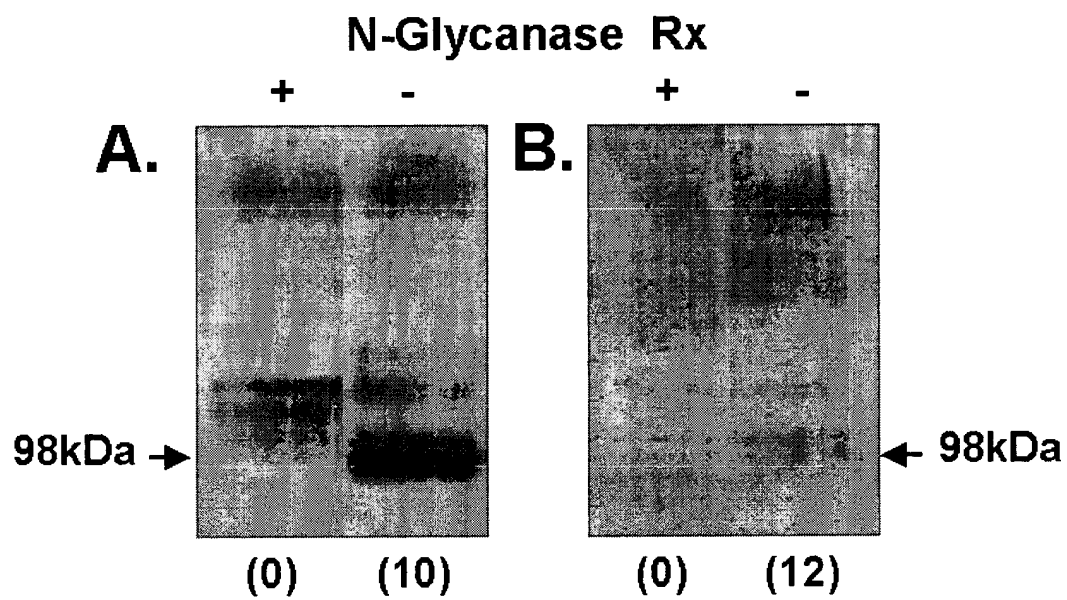 N-Glycanase Rx
+ - + -
A. B.
98kDa 98kDa
(0) (10) (0) (12)